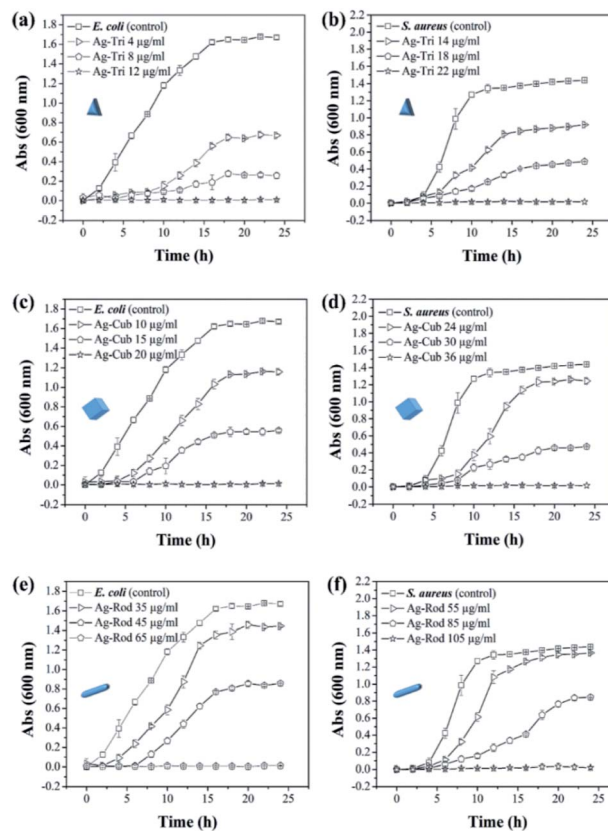 (a)
E. coli (control)
Ag-Tri 4 µg/ml
Ag-Tri 8 µg/ml
Ag-Tri 12 µg/ml
Abs (600 nm)
1.8
1.6
1.4
1.2
1.0
0.8
0.6
0.4
0.2
0.0
-0.2
0 5 10 15 20 25
Time (h)
(b)
S. aureus (control)
Ag-Tri 14 µg/ml
Ag-Tri 18 µg/ml
Ag-Tri 22 µg/ml
Abs (600 nm)
2.2
2.0
1.8
1.6
1.4
1.2
1.0
0.8
0.6
0.4
0.2
0.0
-0.2
0 5 10 15 20 25
Time (h)
(c)
E. coli (control)
Ag-Cub 10 µg/ml
Ag-Cub 15 µg/ml
Ag-Cub 20 µg/ml
Abs (600 nm)
1.8
1.6
1.4
1.2
1.0
0.8
0.6
0.4
0.2
0.0
-0.2
0 5 10 15 20 25
Time (h)
(d)
S. aureus (control)
Ag-Cub 24 µg/ml
Ag-Cub 30 µg/ml
Ag-Cub 36 µg/ml
Abs (600 nm)
2.2
2.0
1.8
1.6
1.4
1.2
1.0
0.8
0.6
0.4
0.2
0.0
-0.2
0 5 10 15 20 25
Time (h)
(e)
E. coli (control)
Ag-Rod 35 µg/ml
Ag-Rod 45 µg/ml
Ag-Rod 65 µg/ml
Abs (600 nm)
1.8
1.6
1.4
1.2
1.0
0.8
0.6
0.4
0.2
0.0
-0.2
0 5 10 15 20 25
Time (h)
(f)
S. aureus (control)
Ag-Rod 55 µg/ml
Ag-Rod 85 µg/ml
Ag-Rod 105 µg/ml
Abs (600 nm)
2.2
2.0
1.8
1.6
1.4
1.2
1.0
0.8
0.6
0.4
0.2
0.0
-0.2
0 5 10 15 20 25
Time (h)